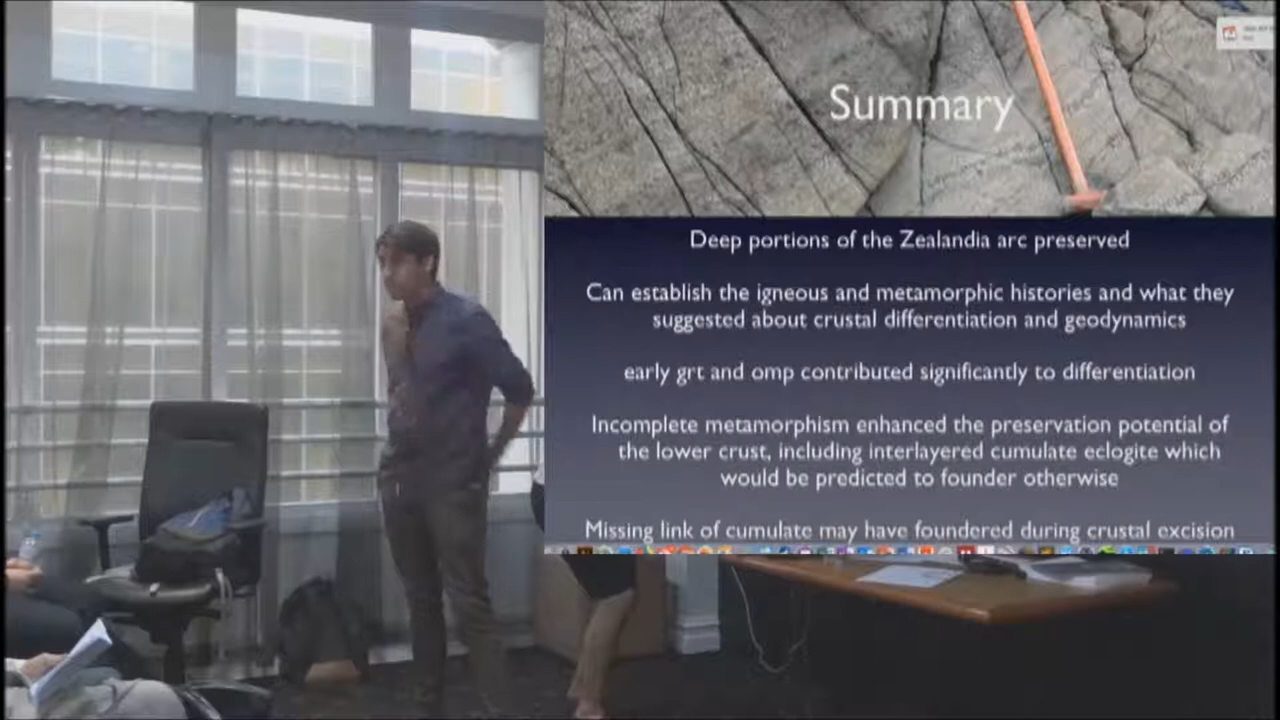 Summary
Deep portions of the Zealandia arc preserved
Can establish the igneous and metamorphic histories and what they
suggested about crustal differentiation and geodynamics
early grt and omp contributed significantly to differentiation
Incomplete metamorphism enhanced the preservation potential of
the lower crust, including interlayered cumulate eclogite which
would be predicted to founder otherwise
Missing link of cumulate may have foundered during crustal excision